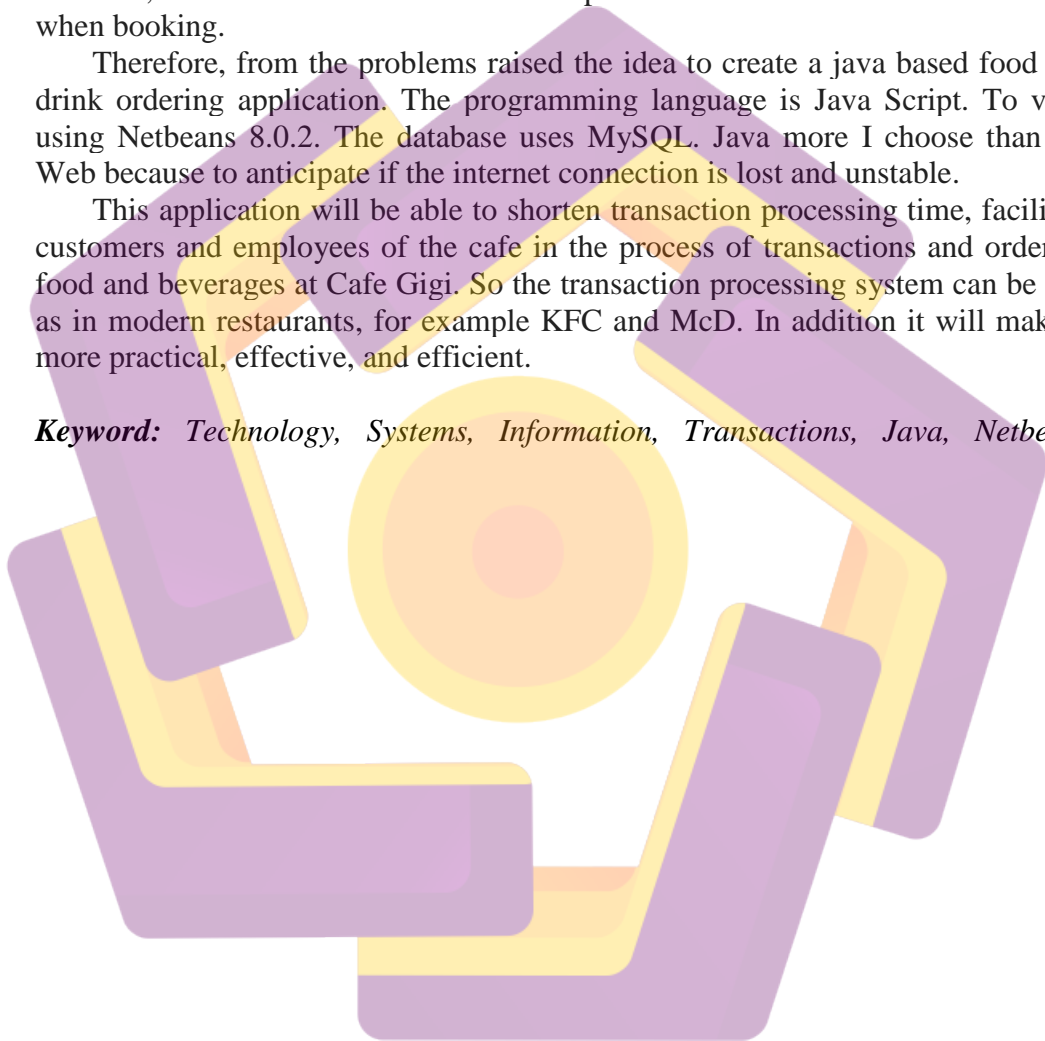 when booking.
Therefore, from the problems raised the idea to create a java based food
drink ordering application. The programming language is Java Script. To v
using Netbeans 8.0.2. The database uses MySQL. Java more I choose than
Web because to anticipate if the internet connection is lost and unstable.
This application will be able to shorten transaction processing time, facili
customers and employees of the cafe in the process of transactions and order
food and beverages at Cafe Gigi. So the transaction processing system can be
as in modern restaurants, for example KFC and McD. In addition it will mak
more practical, effective, and efficient.
Keyword: Technology, Systems, Information, Transactions, Java, Netbe